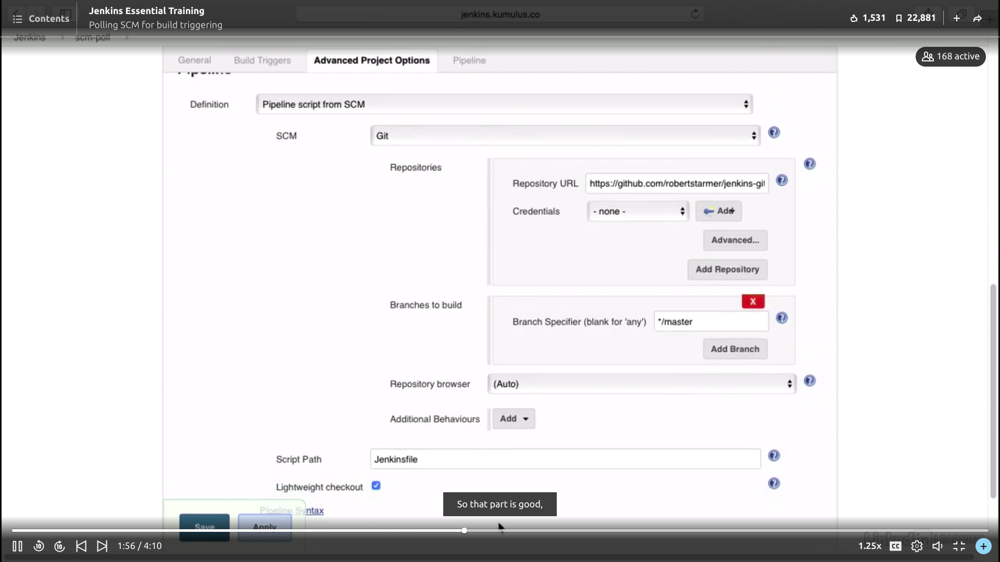 Contents
Jenkins Essential Training
Polling SCM for build triggering
jenkins.kumulus.co
1,531
22,881
Jenkins
scm-poll
168 active
General
Build Triggers
Advanced Project Options
Pipeline
Pipeline
Definition
Pipeline script from SCM
SCM
Git
Repositories
Repository URL
https://github.com/robertstarmer/jenkins-git
Credentials
- none -
Add
Advanced...
Add Repository
Branches to build
X
Branch Specifier (blank for 'any')
*/master
Add Branch
Repository browser
(Auto)
Additional Behaviours
Add
Script Path
Jenkinsfile
Lightweight checkout
So that part is good,
Pipeline Syntax
Save
Apply
10
10
1:56 / 4:10
1.25x
CC